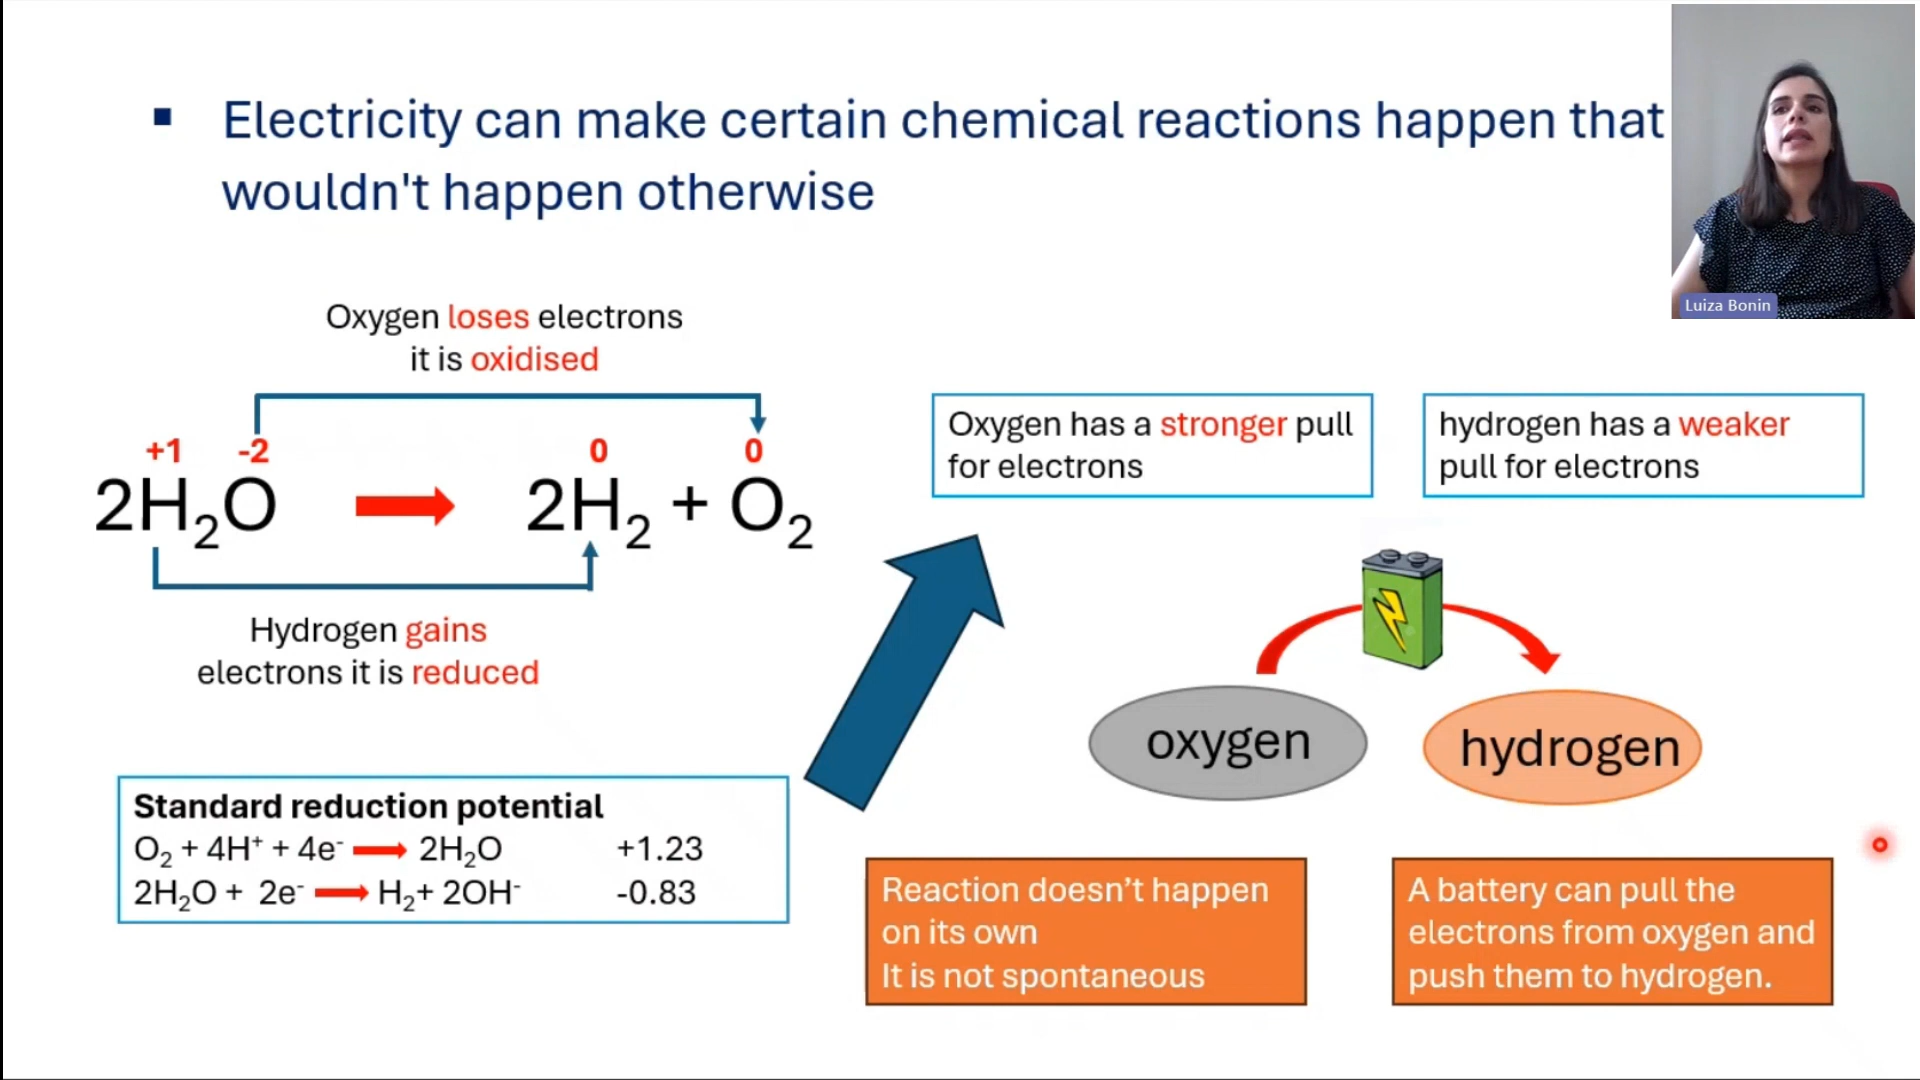 ▪ Electricity can make certain chemical reactions happen that
wouldn't happen otherwise
Luiza Bonin
Oxygen loses electrons
it is oxidised
+1 -2 0 0
2H₂O → 2H₂ + O₂
Hydrogen gains
electrons it is reduced
Standard reduction potential
O₂ + 4H⁺ + 4e⁻ → 2H₂O +1.23
2H₂O + 2e⁻ → H₂+ 2OH⁻ -0.83
Oxygen has a stronger pull
for electrons
hydrogen has a weaker
pull for electrons
oxygen
hydrogen
Reaction doesn’t happen
on its own
It is not spontaneous
A battery can pull the
electrons from oxygen and
push them to hydrogen.